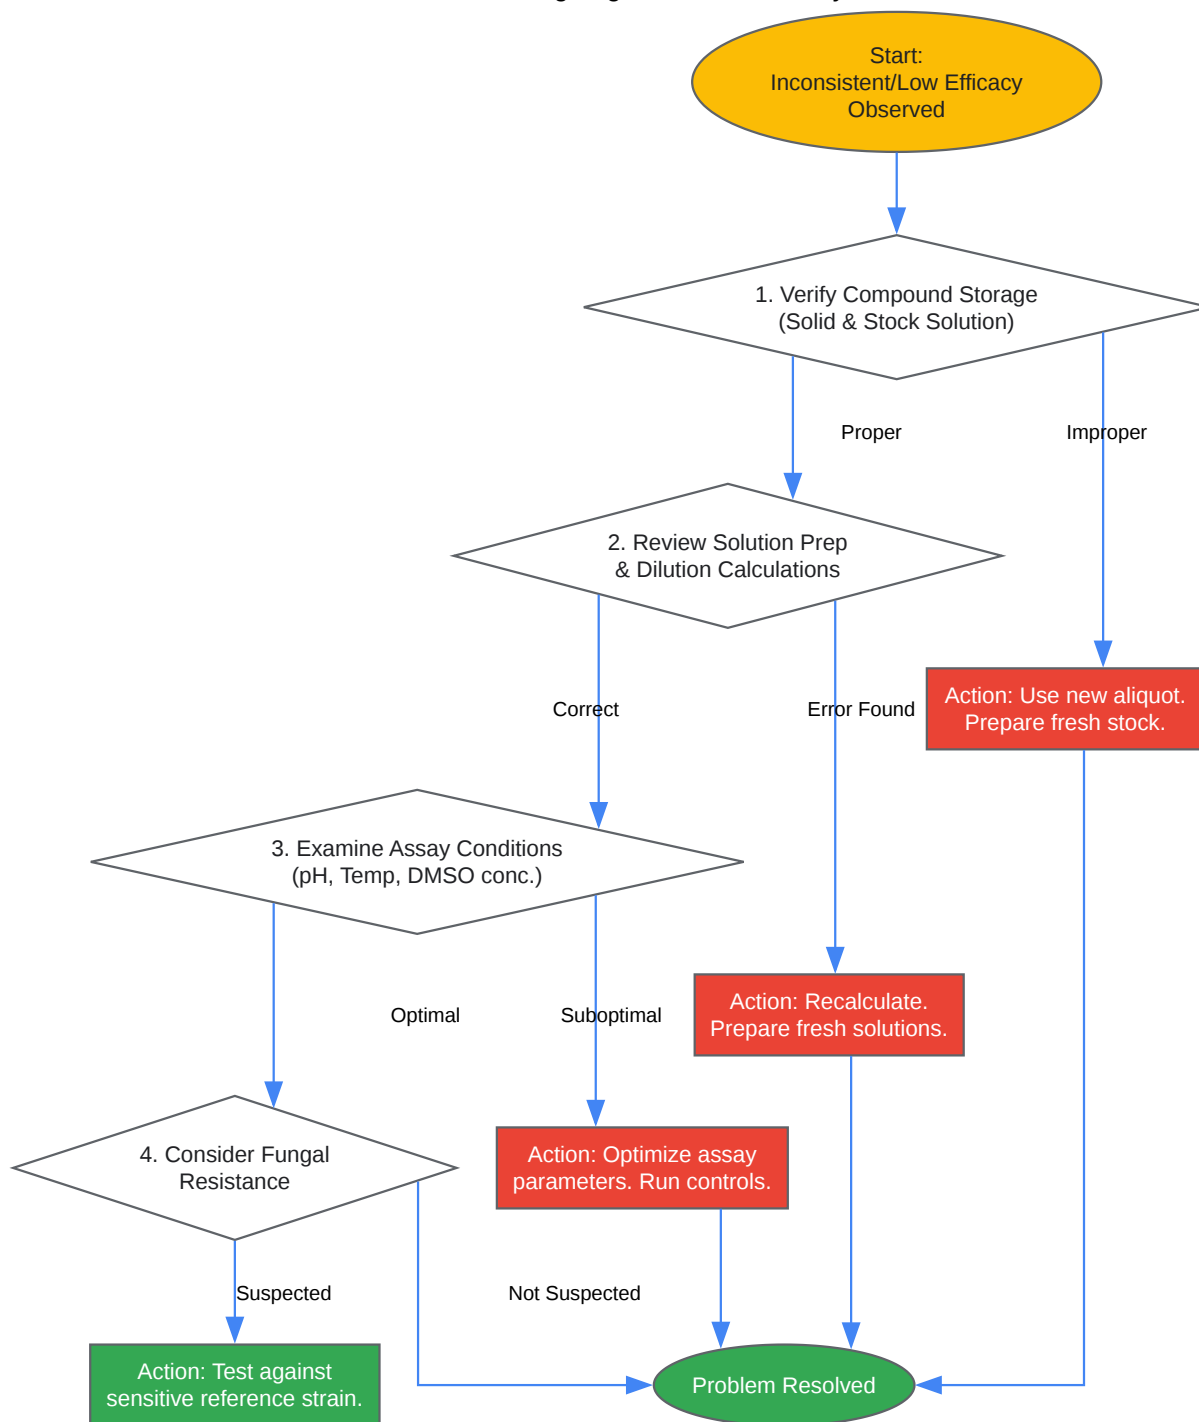 Start:
Inconsistent/Low Efficacy
Observed
1. Verify Compound Storage
(Solid & Stock Solution)
Proper
Improper
2. Review Solution Prep
& Dilution Calculations
Action: Use new aliquot.
Prepare fresh stock.
Correct
Error Found
3. Examine Assay Conditions
(pH, Temp, DMSO conc.)
Action: Recalculate.
Prepare fresh solutions.
Optimal
Suboptimal
4. Consider Fungal
Resistance
Action: Optimize assay
parameters. Run controls.
Suspected
Not Suspected
Action: Test against
sensitive reference strain.
Problem Resolved